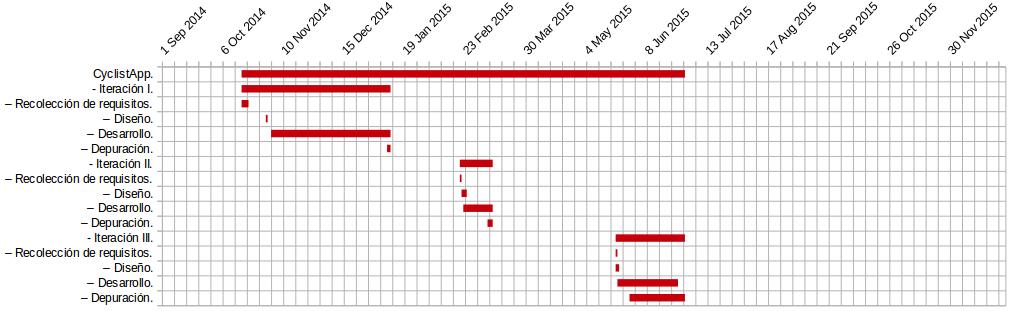 1 Sep 2014
6 Oct 2014
10 Nov 2014
15 Dec 2014
19 Jan 2015
23 Feb 2015
30 Mar 2015
4 May 2015
8 Jun 2015
13 Jul 2015
17 Aug 2015
21 Sep 2015
26 Oct 2015
30 Nov 2015
CyclistApp.
- Iteración I.
– Recolección de requisitos.
– Diseño.
– Desarrollo.
– Depuración.
- Iteración II.
– Recolección de requisitos.
– Diseño.
– Desarrollo.
– Depuración.
- Iteración III.
– Recolección de requisitos.
– Diseño.
– Desarrollo.
– Depuración.